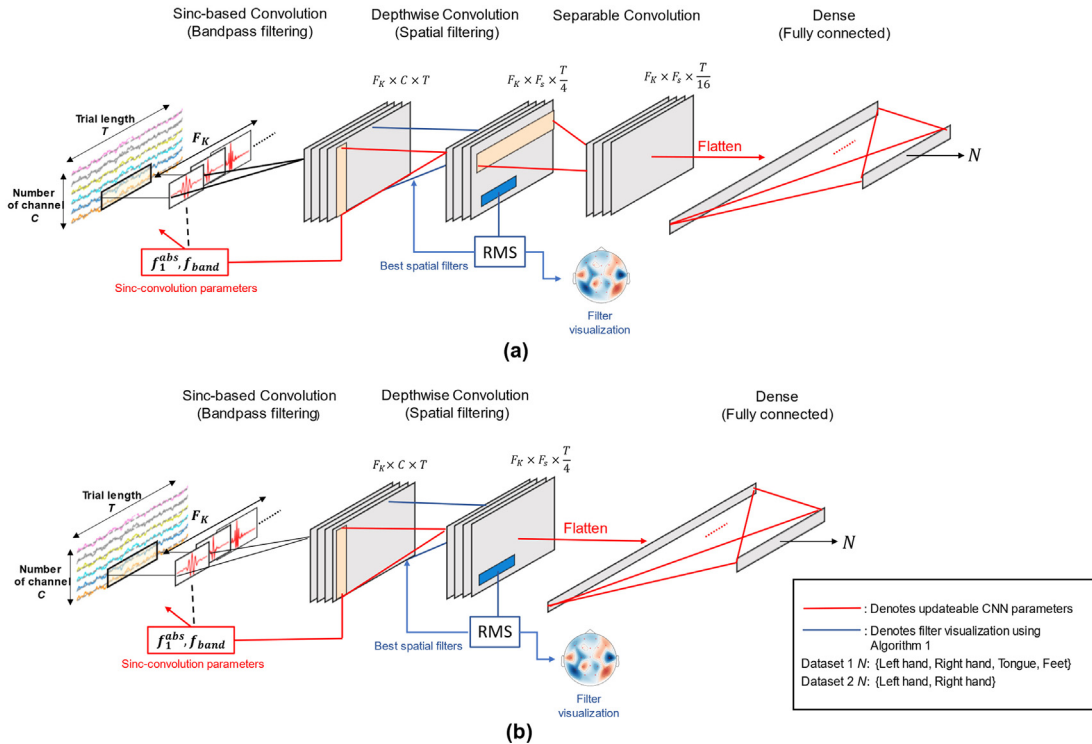 Sinc-based Convolution
(Bandpass filtering)
Depthwise Convolution
(Spatial filtering)
Separable Convolution
Dense
(Fully connected)
F_K × C × T
F_K × F_s × T/4
F_K × F_s × T/16
Trial length
T
F_K
Number
of channel
C
Flatten
N
f_1^abs, f_band
Sinc-convolution parameters
Best spatial filters
RMS
Filter
visualization
(a)
Sinc-based Convolution
(Bandpass filtering)
Depthwise Convolution
(Spatial filtering)
Dense
(Fully connected)
F_K × C × T
F_K × F_s × T/4
Trial length
T
F_K
Number
of channel
C
Flatten
N
f_1^abs, f_band
Sinc-convolution parameters
Best spatial filters
RMS
Filter
visualization
(b)
: Denotes updateable CNN parameters
: Denotes filter visualization using
Algorithm 1
Dataset 1 N: {Left hand, Right hand, Tongue, Feet}
Dataset 2 N: {Left hand, Right hand}